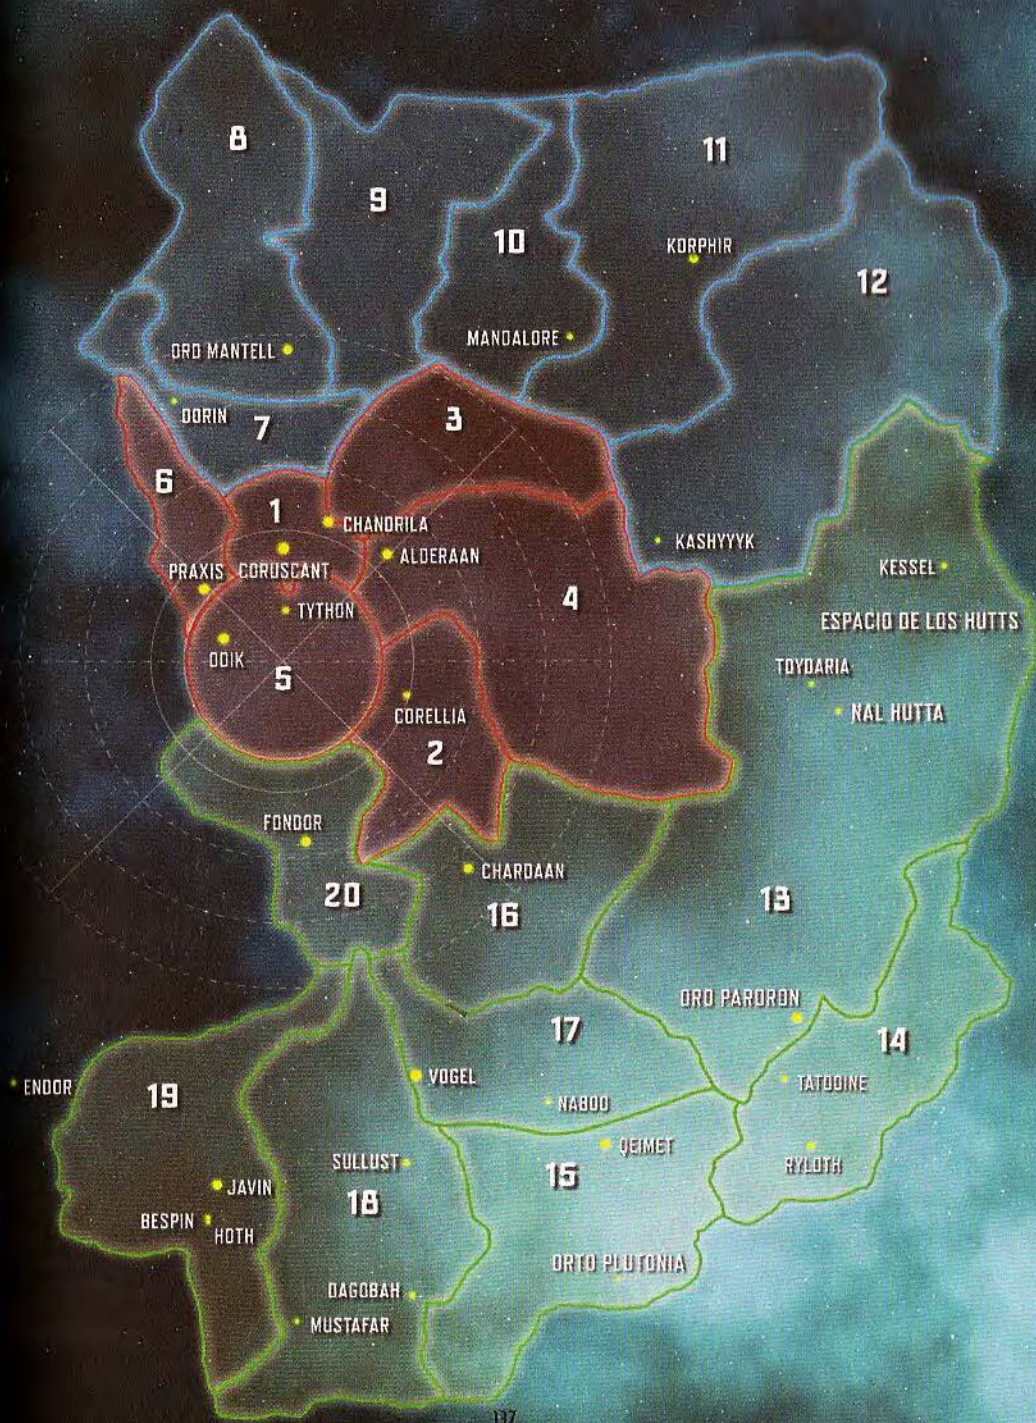 8
11
9
10
KORPHIR
12
MANDALORE
ORD MANTELL
DORIN
3
7
6
1
CHANDRILA
KASHYYYK
ALDERAAN
KESSEL
PRAXIS
CORUSCANT
4
TYTHON
ESPACIO DE LOS HUTTS
ODIK
TOYDARIA
5
NAL HUTTA
CORELLIA
2
FONDOR
CHARDAAN
20
13
16
ORD PARDRON
17
14
VOGEL
TATOOINE
ENDOR
19
NABOO
QEIMET
SULLUST
RYLOTH
15
JAVIN
18
BESPIN
HOTH
ORTO PLUTONIA
DAGOBAH
MUSTAFAR
137